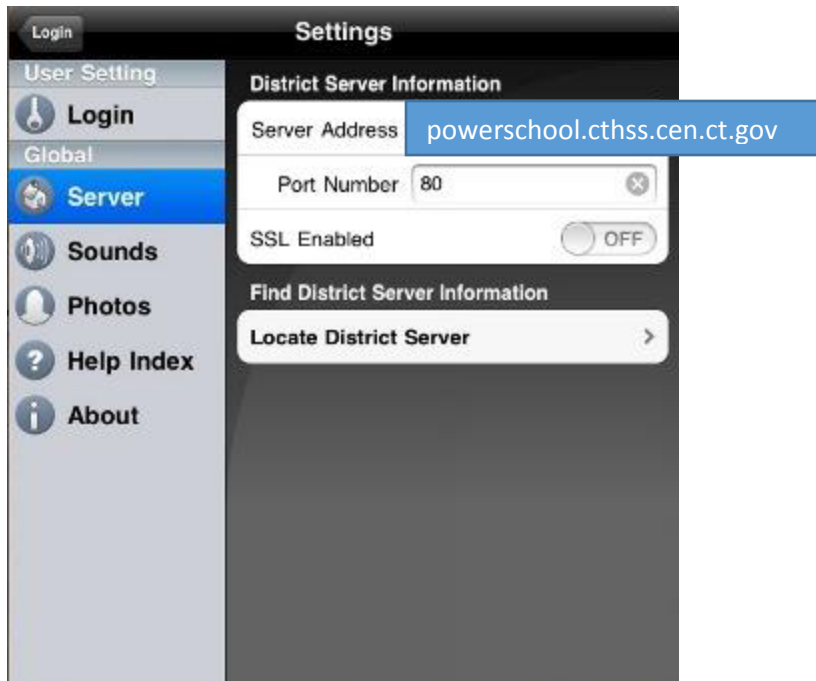 Login
Settings
User Setting
Login
Global
Server
Sounds
Photos
Help Index
About
District Server Information
Server Address powerschool.cthss.cen.ct.gov
Port Number 80
SSL Enabled OFF
Find District Server Information
Locate District Server